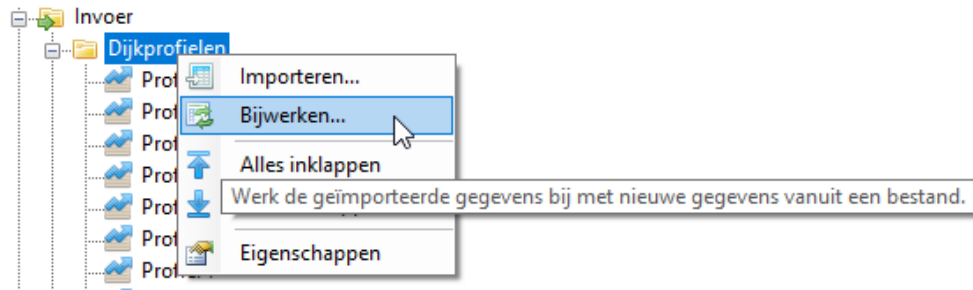 Invoer
Dijkprofielen
Importeren...
Bijwerken...
Alles inklappen
Werk de geïmporteerde gegevens bij met nieuwe gegevens vanuit een bestand.
Eigenschappen